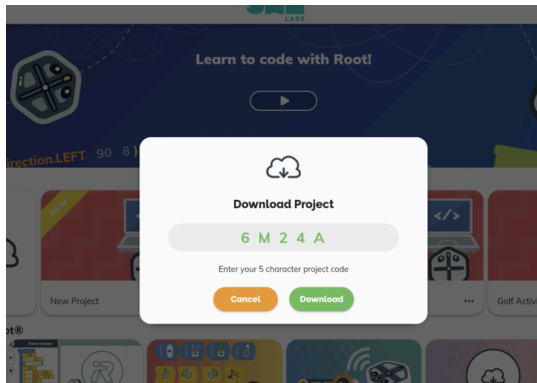 LABS
Learn to code with Root!
irection.LEFT 90 8)
Download Project
6 M 2 4 A
Enter your 5 character project code
Cancel
Download
NEW
</>
</>
New Project
...
Golf Activi
ot®